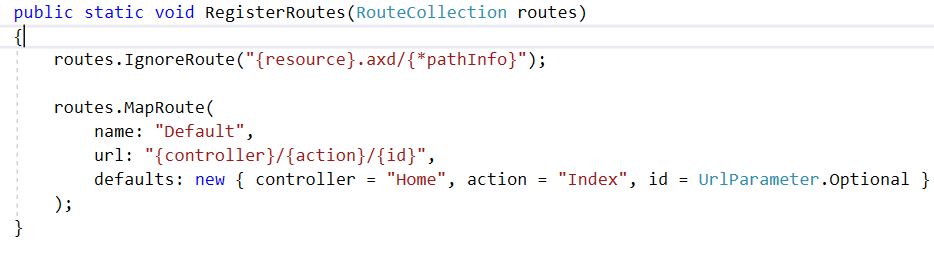 public static void RegisterRoutes(RouteCollection routes)
{
    routes.IgnoreRoute("{resource}.axd/{*pathInfo}");
    routes.MapRoute(
        name: "Default",
        url: "{controller}/{action}/{id}",
        defaults: new { controller = "Home", action = "Index", id = UrlParameter.Optional }
    );
}